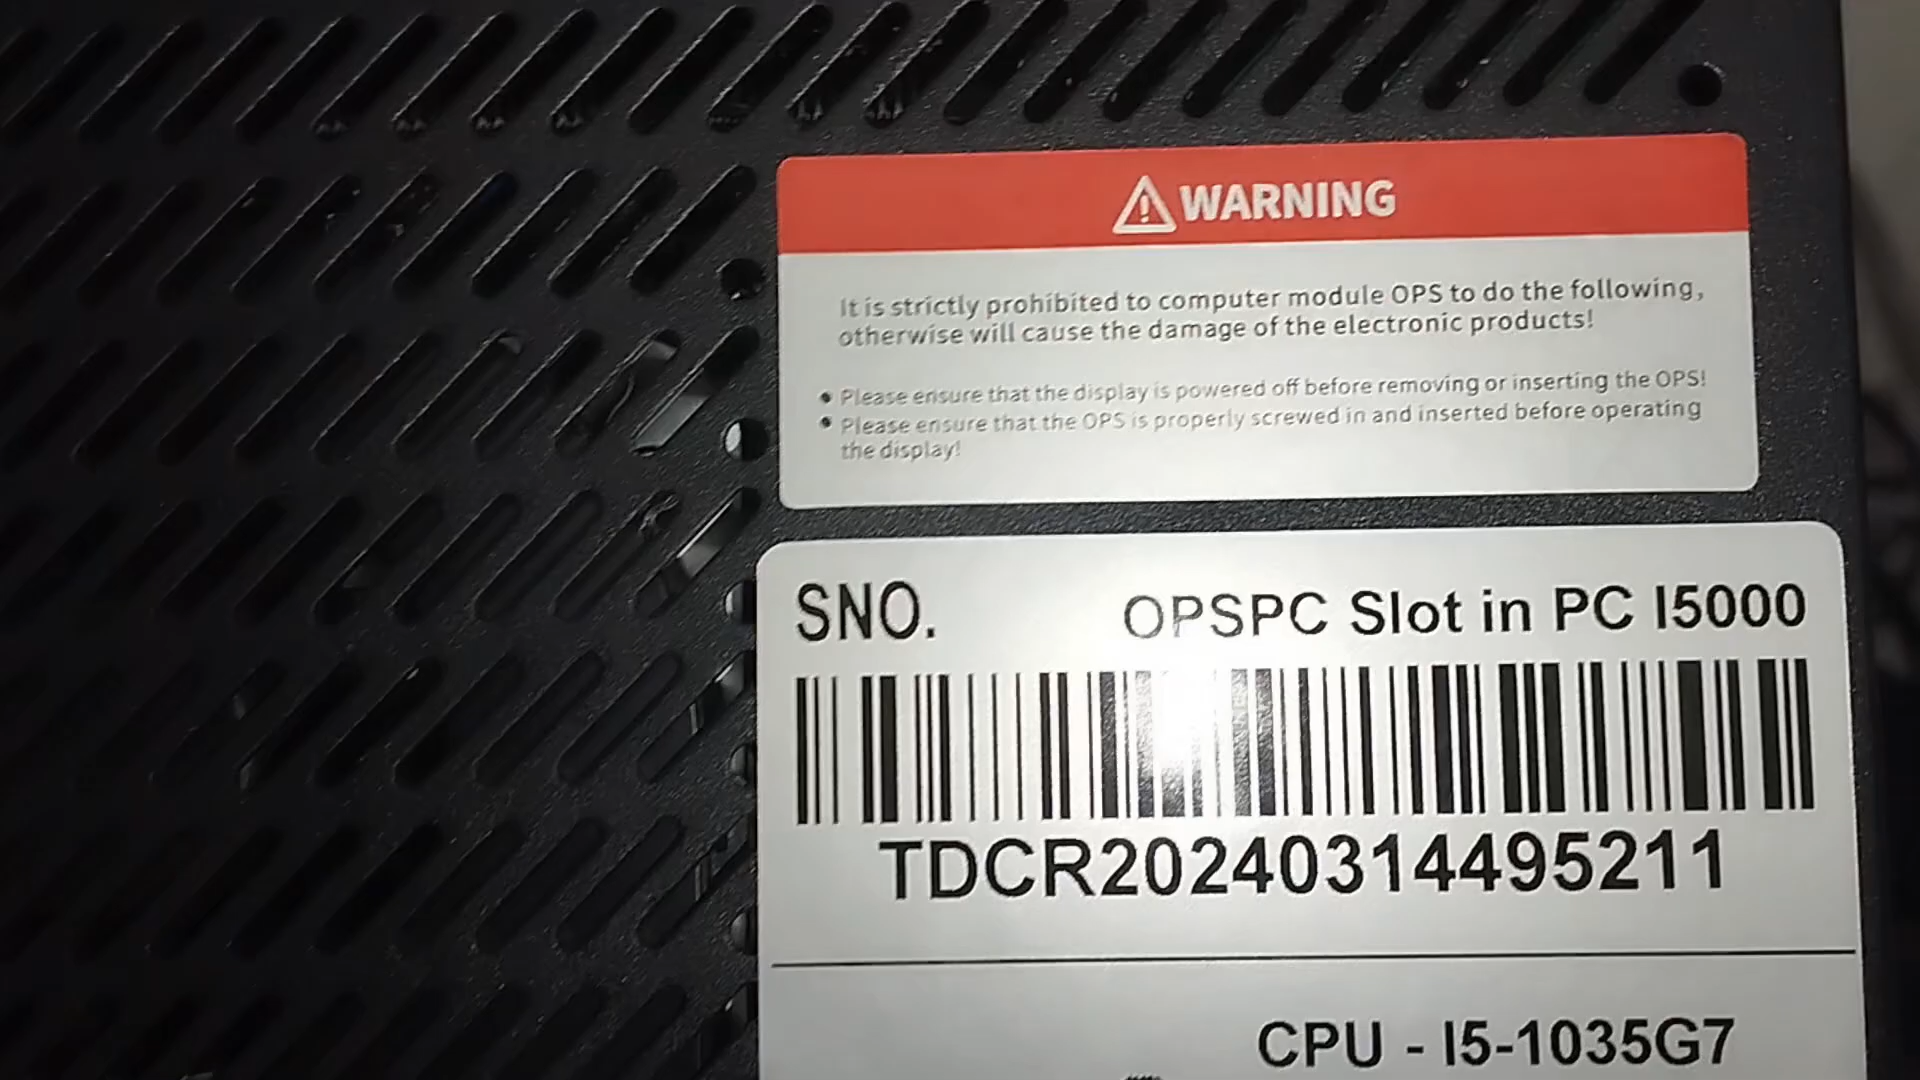 WARNING
It is strictly prohibited to computer module OPS to do the following,
otherwise will cause the damage of the electronic products!
• Please ensure that the display is powered off before removing or inserting the OPS!
• Please ensure that the OPS is properly screwed in and inserted before operating
the display!
SNO. OPSPC Slot in PC I5000
TDCR20240314495211
CPU - I5-1035G7